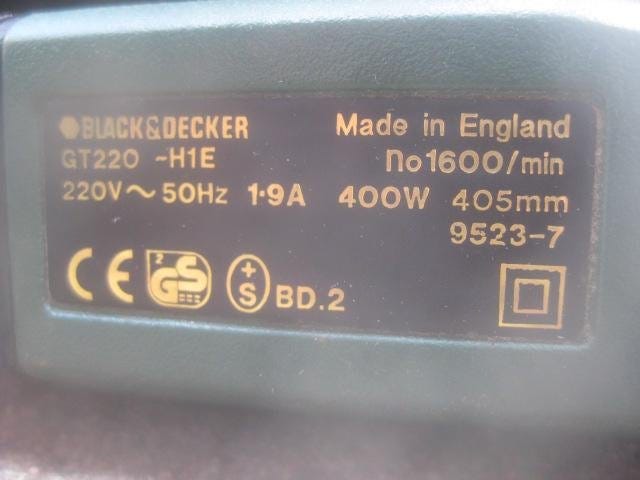 BLACK&DECKER Made in England
GT220 -H1E no1600/min
220V~50Hz 1·9A 400W 405mm
9523-7
CE 2 GS +S BD.2